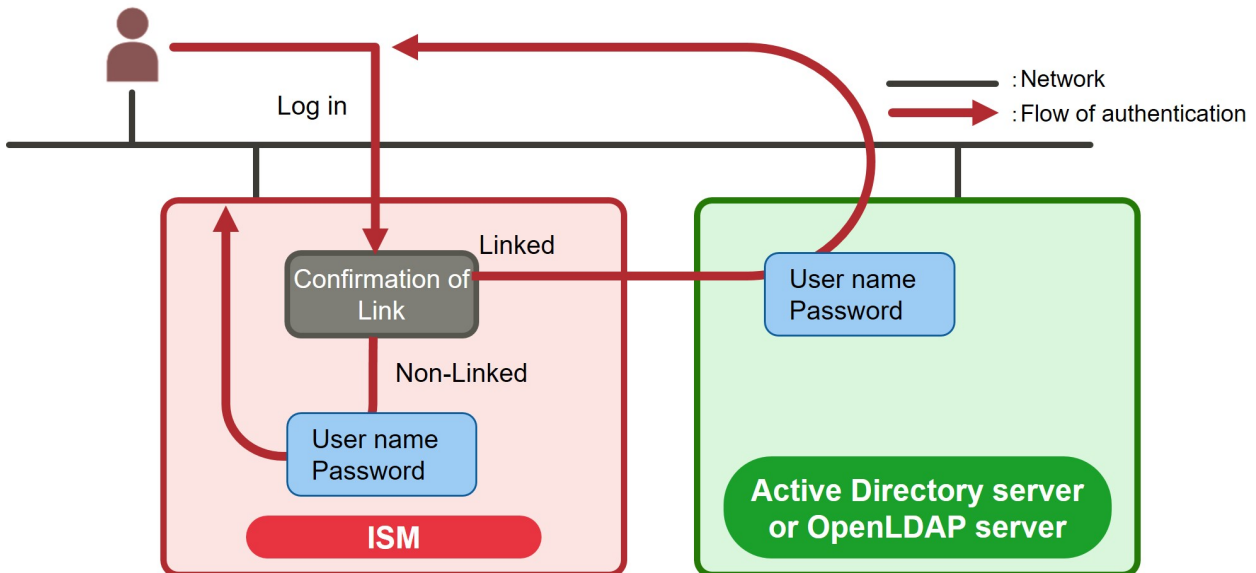 Log in
:Network
:Flow of authentication
Linked
Confirmation of
Link
User name
Password
Non-Linked
User name
Password
ISM
Active Directory server
or OpenLDAP server